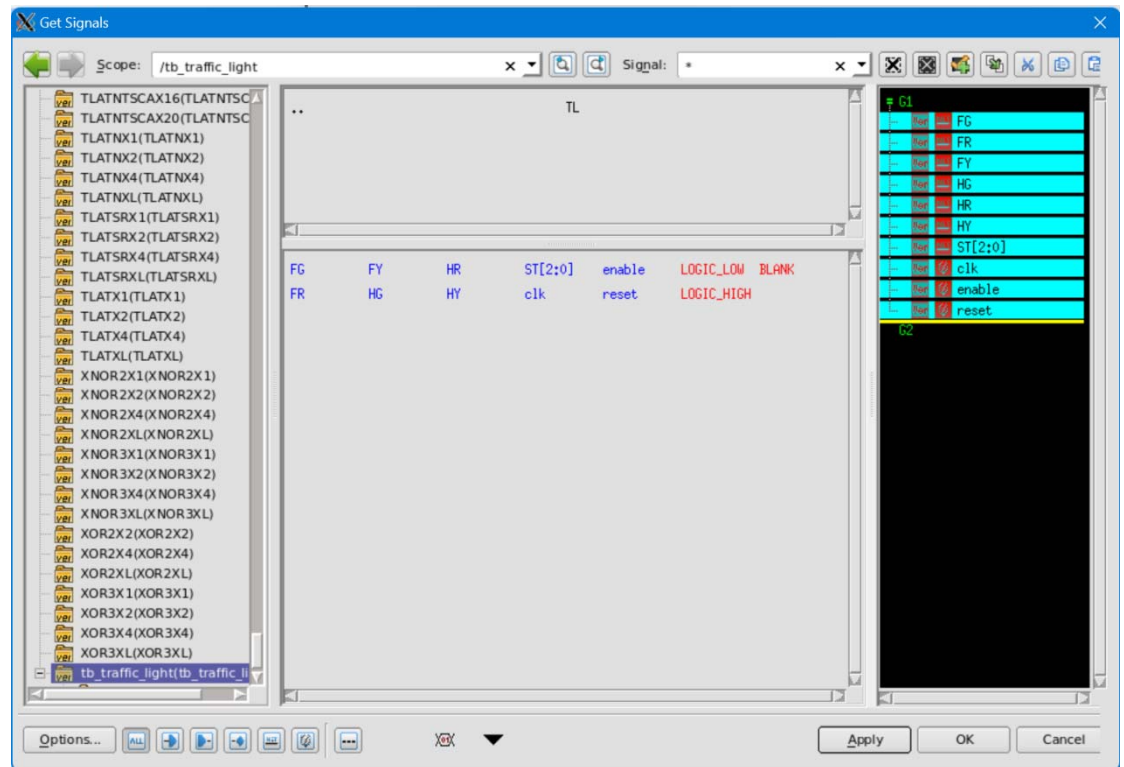 Get Signals
Scope: /tb_traffic_light Signal: *
TLATNTSCAX16(TLATNTSC
TLATNTSCAX20(TLATNTSC
TLATNX1(TLATNX1)
TLATNX2(TLATNX2)
TLATNX4(TLATNX4)
TLATNXL(TLATNXL)
TLATSRX1(TLATSRX1)
TLATSRX2(TLATSRX2)
TLATSRX4(TLATSRX4)
TLATSRXL(TLATSRXL)
TLATX1(TLATX1)
TLATX2(TLATX2)
TLATX4(TLATX4)
TLATXL(TLATXL)
XNOR2X1(XNOR2X1)
XNOR2X2(XNOR2X2)
XNOR2X4(XNOR2X4)
XNOR2XL(XNOR2XL)
XNOR3X1(XNOR3X1)
XNOR3X2(XNOR3X2)
XNOR3X4(XNOR3X4)
XNOR3XL(XNOR3XL)
XOR2X2(XOR2X2)
XOR2X4(XOR2X4)
XOR2XL(XOR2XL)
XOR3X1(XOR3X1)
XOR3X2(XOR3X2)
XOR3X4(XOR3X4)
XOR3XL(XOR3XL)
tb_traffic_light(tb_traffic_li
.. TL
FG FY HR ST[2:0] enable LOGIC_LOW BLANK
FR HG HY clk reset LOGIC_HIGH
G1
FG
FR
FY
HG
HR
HY
ST[2:0]
clk
enable
reset
G2
Options... ALL Apply OK Cancel